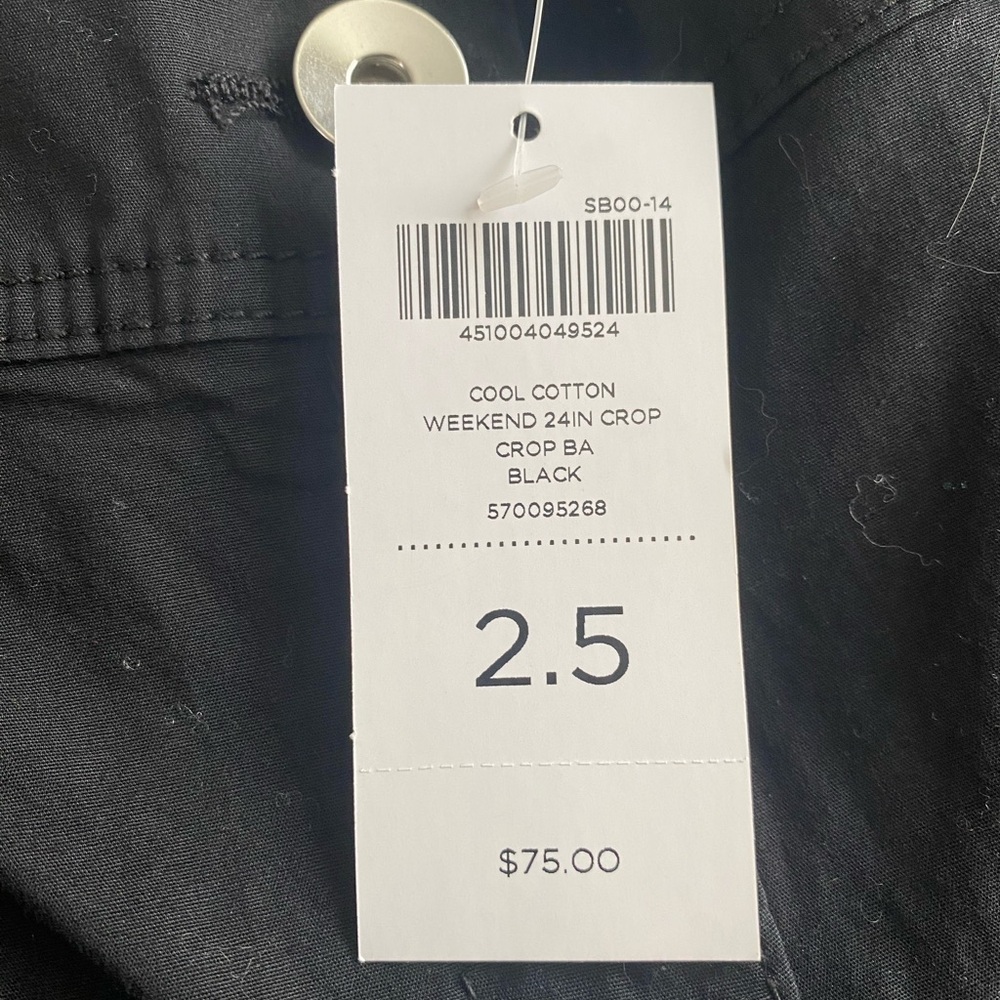 SB00-14
451004049524
COOL COTTON
WEEKEND 24IN CROP
CROP BA
BLACK
570095268
2.5
$75.00